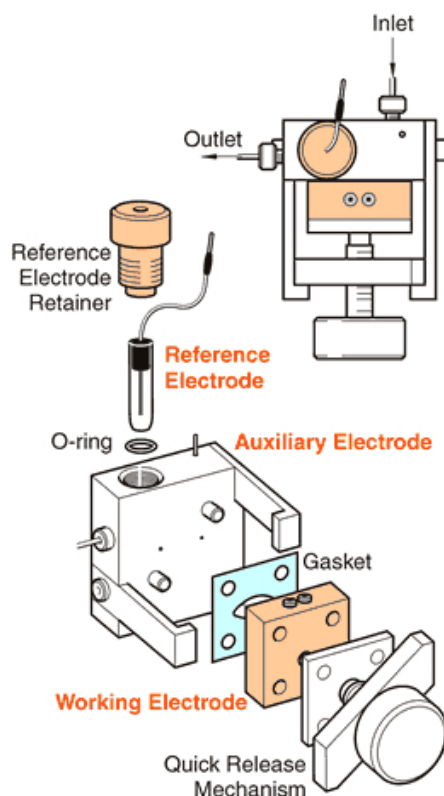 Inlet
Outlet
Reference
Electrode
Retainer
Reference
Electrode
O-ring
Auxiliary Electrode
Gasket
Working Electrode
Quick Release
Mechanism